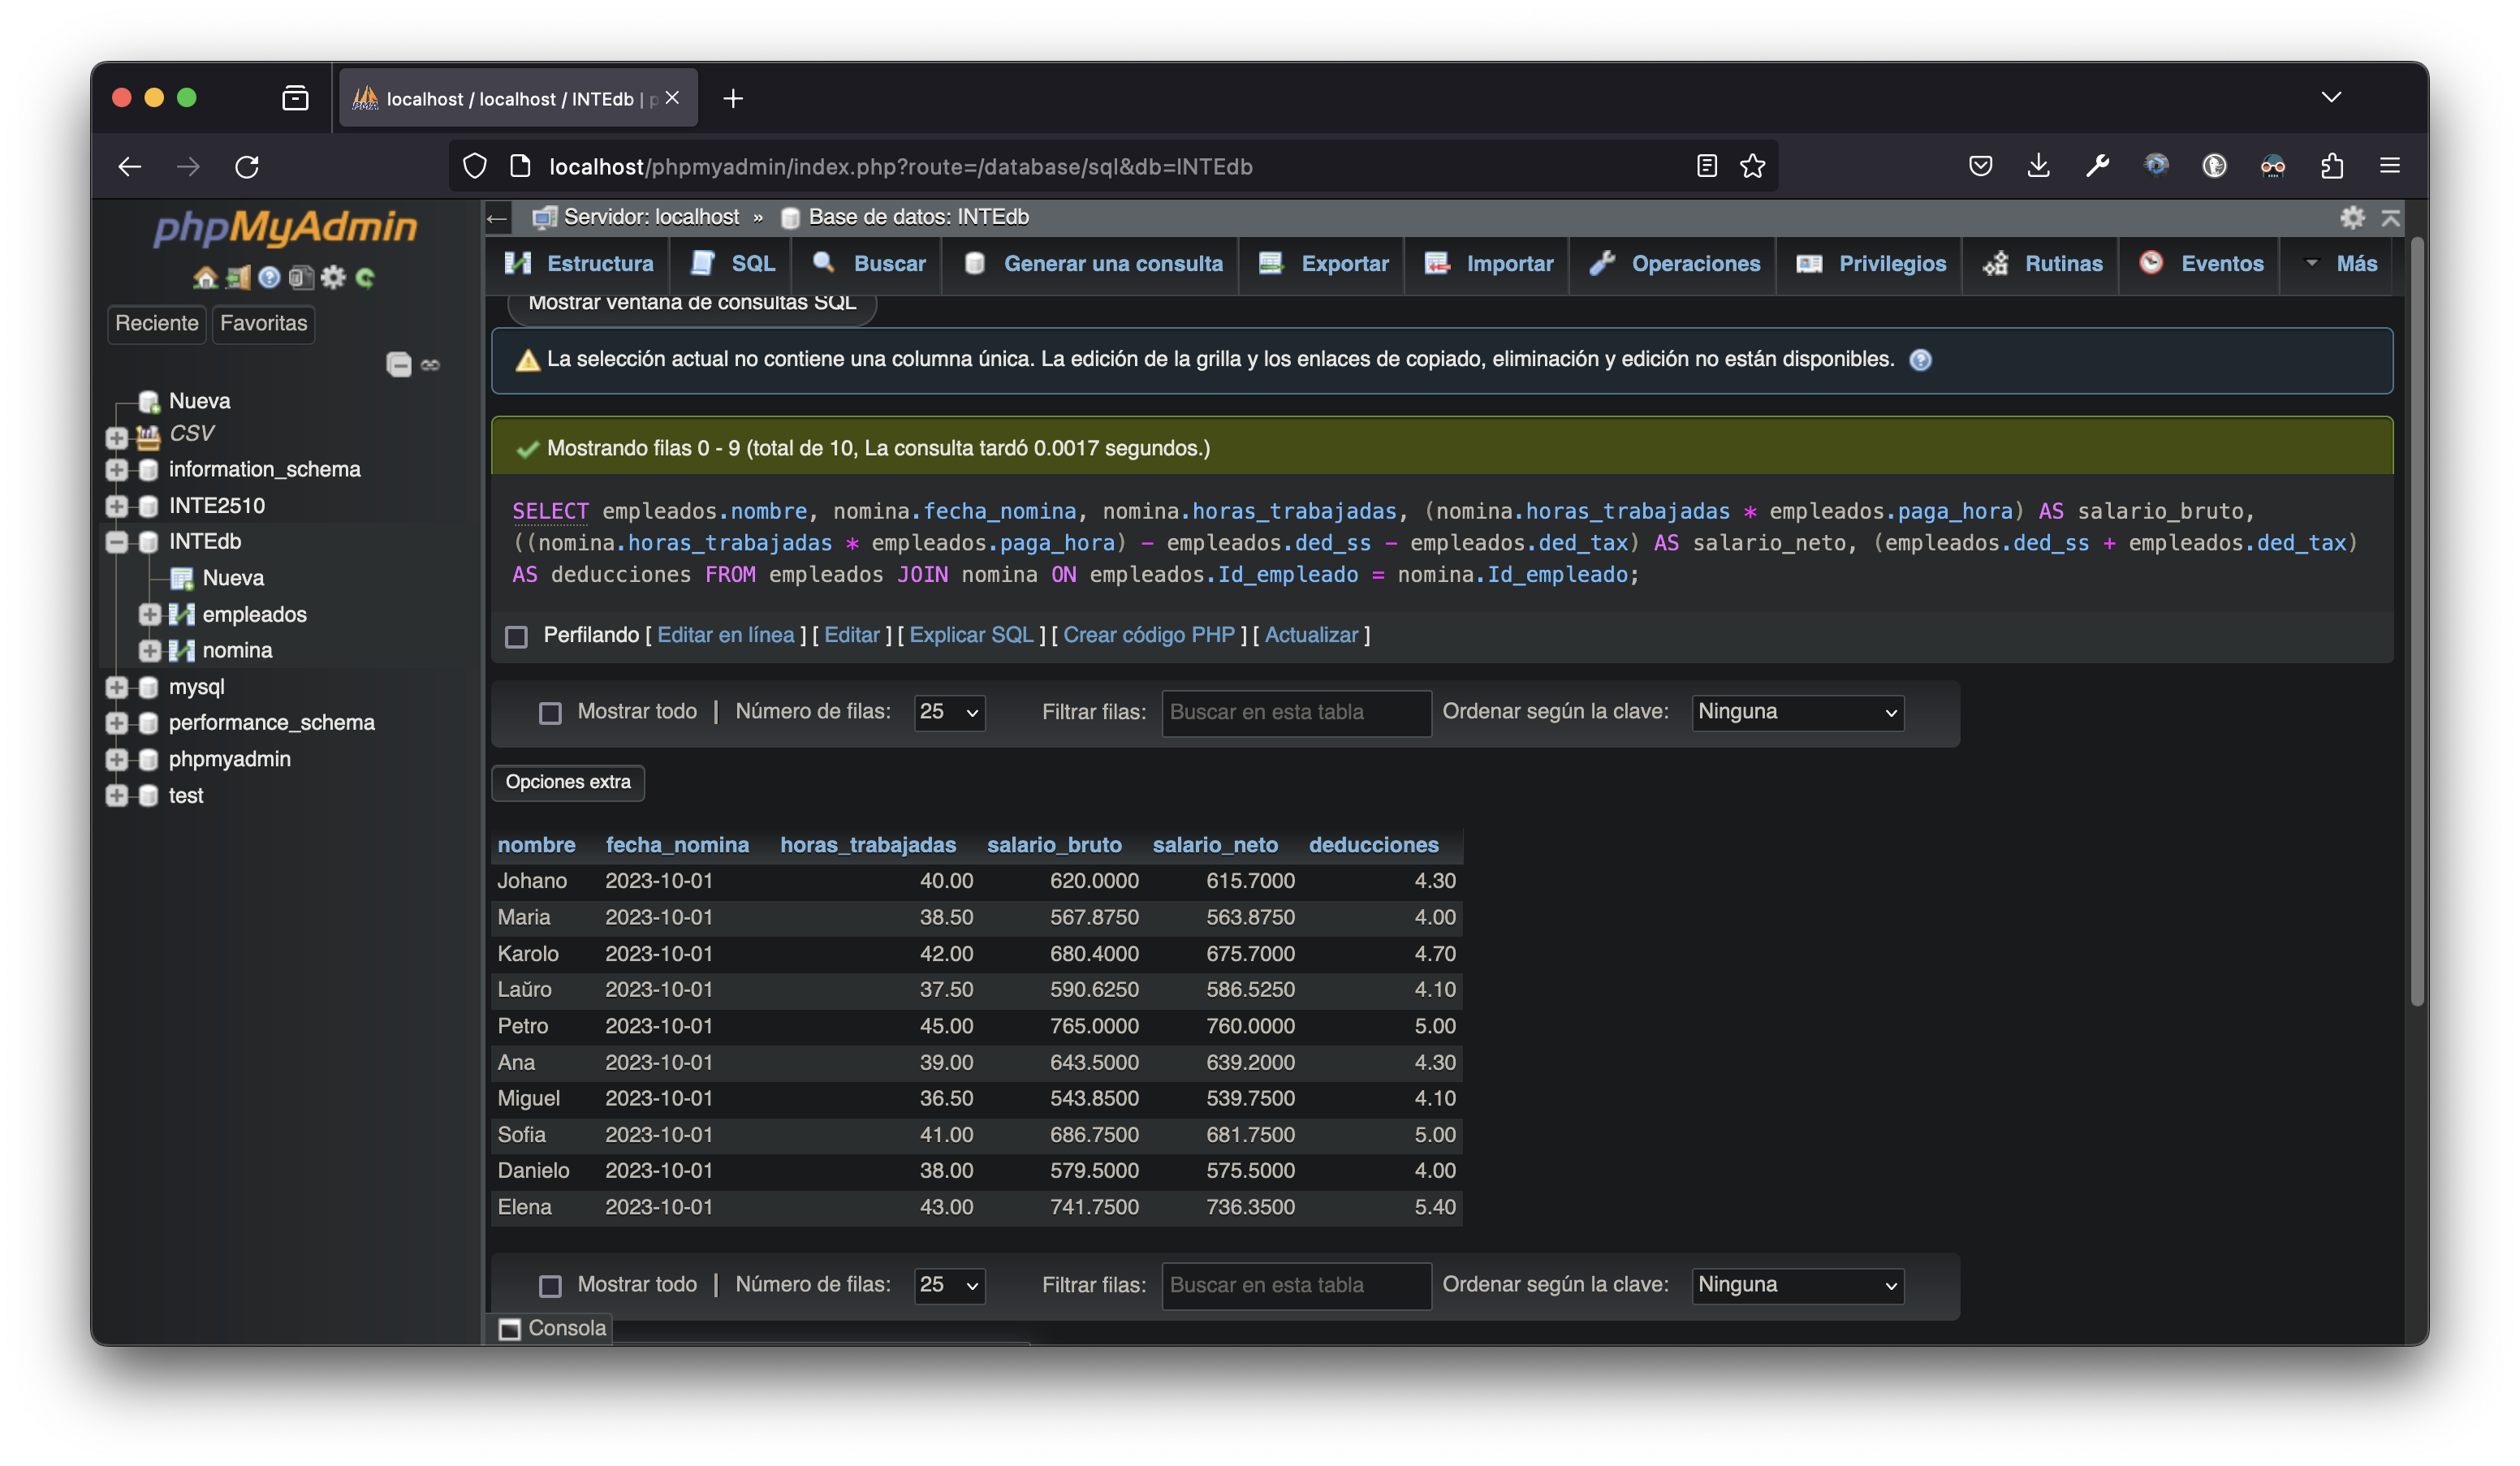 localhost / localhost / INTEdb | p
localhost/phpmyadmin/index.php?route=/database/sql&db=INTEdb
phpMyAdmin
Reciente Favoritas
Nueva
CSV
information_schema
INTE2510
INTEdb
Nueva
empleados
nomina
mysql
performance_schema
phpmyadmin
test
Servidor: localhost » Base de datos: INTEdb
Estructura SQL Buscar Generar una consulta Exportar Importar Operaciones Privilegios Rutinas Eventos Más
Mostrar ventana de consultas SQL
La selección actual no contiene una columna única. La edición de la grilla y los enlaces de copiado, eliminación y edición no están disponibles.
Mostrando filas 0 - 9 (total de 10, La consulta tardó 0.0017 segundos.)
SELECT empleados.nombre, nomina.fecha_nomina, nomina.horas_trabajadas, (nomina.horas_trabajadas * empleados.paga_hora) AS salario_bruto,
((nomina.horas_trabajadas * empleados.paga_hora) - empleados.ded_ss - empleados.ded_tax) AS salario_neto, (empleados.ded_ss + empleados.ded_tax)
AS deducciones FROM empleados JOIN nomina ON empleados.Id_empleado = nomina.Id_empleado;
Perfilando [ Editar en línea ] [ Editar ] [ Explicar SQL ] [ Crear código PHP ] [ Actualizar ]
Mostrar todo | Número de filas: 25 Filtrar filas: Buscar en esta tabla Ordenar según la clave: Ninguna
Opciones extra
nombre fecha_nomina horas_trabajadas salario_bruto salario_neto deducciones
Johano 2023-10-01 40.00 620.0000 615.7000 4.30
Maria 2023-10-01 38.50 567.8750 563.8750 4.00
Karolo 2023-10-01 42.00 680.4000 675.7000 4.70
Laŭro 2023-10-01 37.50 590.6250 586.5250 4.10
Petro 2023-10-01 45.00 765.0000 760.0000 5.00
Ana 2023-10-01 39.00 643.5000 639.2000 4.30
Miguel 2023-10-01 36.50 543.8500 539.7500 4.10
Sofia 2023-10-01 41.00 686.7500 681.7500 5.00
Danielo 2023-10-01 38.00 579.5000 575.5000 4.00
Elena 2023-10-01 43.00 741.7500 736.3500 5.40
Mostrar todo | Número de filas: 25 Filtrar filas: Buscar en esta tabla Ordenar según la clave: Ninguna
Consola